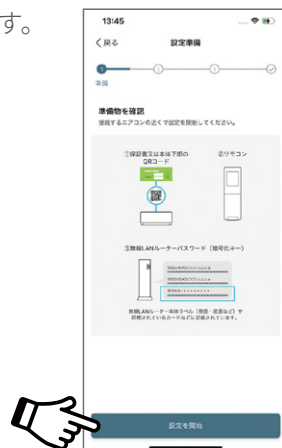 す。
13:45
戻る
設定準備
準備
準備物を確認
接続するエアコンの近くで設定を開始してください。
①保証書又は本体下部の
QRコード
②リモコン
③無線LANルーターパスワード（暗号化キー）
無線LANルーター本体ラベル（側面・底面など）や
同梱されているカードなどに記載されています。
設定を開始